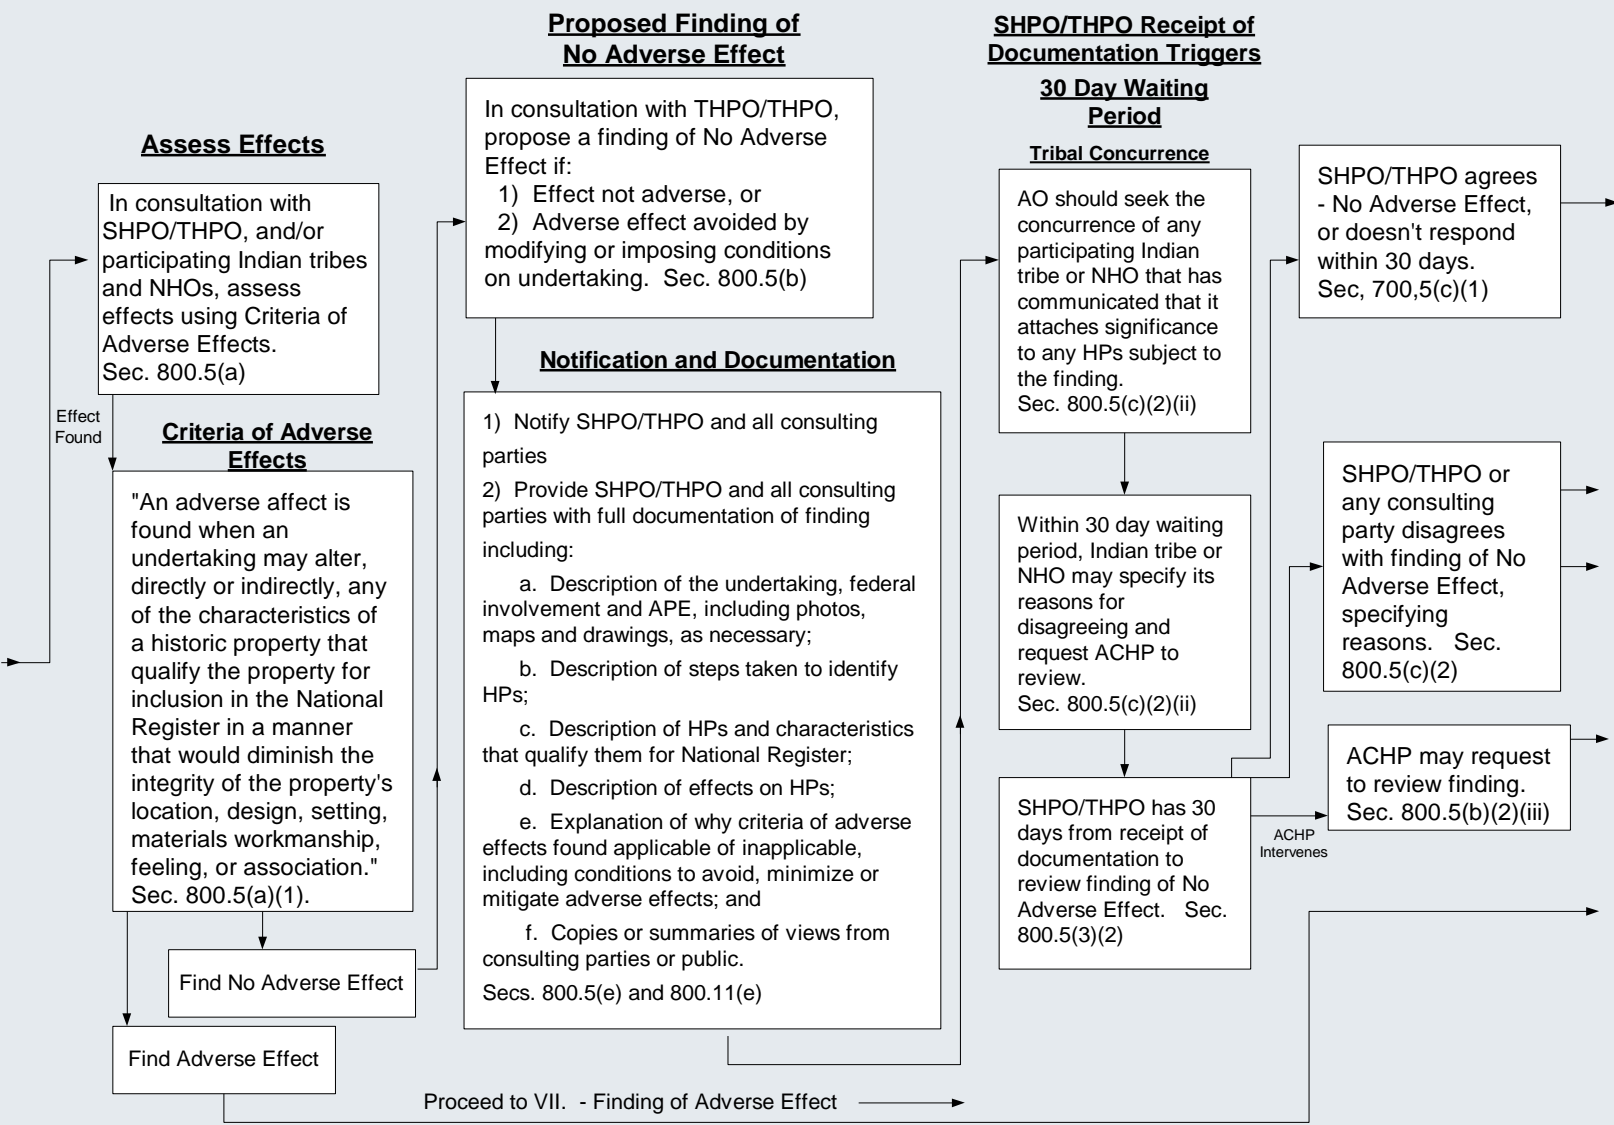 Assess Effects
In consultation with
SHPO/THPO, and/or
participating Indian tribes
and NHOs, assess
effects using Criteria of
Adverse Effects.
Sec. 800.5(a)
Effect
Found
Criteria of Adverse
Effects
"An adverse affect is
found when an
undertaking may alter,
directly or indirectly, any
of the characteristics of
a historic property that
qualify the property for
inclusion in the National
Register in a manner
that would diminish the
integrity of the property's
location, design, setting,
materials workmanship,
feeling, or association."
Sec. 800.5(a)(1).
Find No Adverse Effect
Find Adverse Effect
Proposed Finding of
No Adverse Effect
In consultation with THPO/THPO,
propose a finding of No Adverse
Effect if:
1) Effect not adverse, or
2) Adverse effect avoided by
modifying or imposing conditions
on undertaking. Sec. 800.5(b)
Notification and Documentation
1) Notify SHPO/THPO and all consulting
parties
2) Provide SHPO/THPO and all consulting
parties with full documentation of finding
including:
a. Description of the undertaking, federal
involvement and APE, including photos,
maps and drawings, as necessary;
b. Description of steps taken to identify
HPs;
c. Description of HPs and characteristics
that qualify them for National Register;
d. Description of effects on HPs;
e. Explanation of why criteria of adverse
effects found applicable of inapplicable,
including conditions to avoid, minimize or
mitigate adverse effects; and
f. Copies or summaries of views from
consulting parties or public.
Secs. 800.5(e) and 800.11(e)
Proceed to VII. - Finding of Adverse Effect
SHPO/THPO Receipt of
Documentation Triggers
30 Day Waiting
Period
Tribal Concurrence
AO should seek the
concurrence of any
participating Indian
tribe or NHO that has
communicated that it
attaches significance
to any HPs subject to
the finding.
Sec. 800.5(c)(2)(ii)
Within 30 day waiting
period, Indian tribe or
NHO may specify its
reasons for
disagreeing and
request ACHP to
review.
Sec. 800.5(c)(2)(ii)
SHPO/THPO has 30
days from receipt of
documentation to
review finding of No
Adverse Effect. Sec.
800.5(3)(2)
SHPO/THPO agrees
- No Adverse Effect,
or doesn't respond
within 30 days.
Sec, 700,5(c)(1)
SHPO/THPO or
any consulting
party disagrees
with finding of No
Adverse Effect,
specifying
reasons. Sec.
800.5(c)(2)
ACHP
Intervenes
ACHP may request
to review finding.
Sec. 800.5(b)(2)(iii)